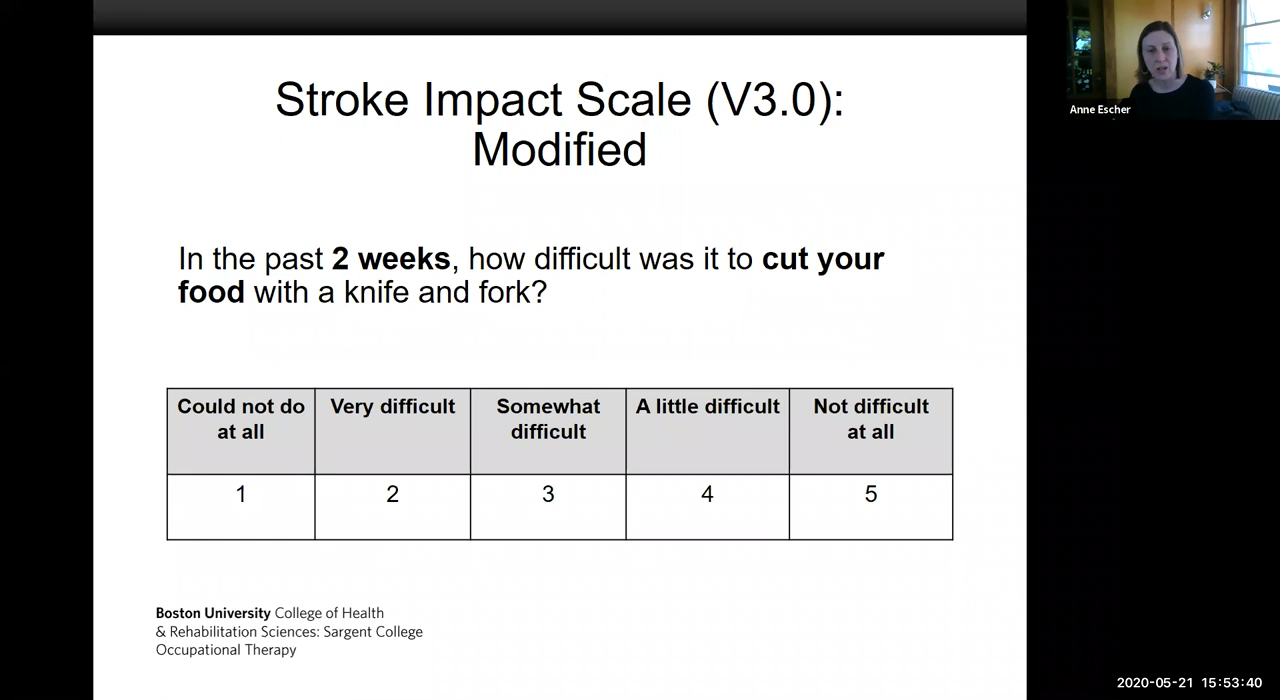 Stroke Impact Scale (V3.0):
Modified
In the past 2 weeks, how difficult was it to cut your
food with a knife and fork?
Could not do
at all
Very difficult
Somewhat
difficult
A little difficult
Not difficult
at all
1 2 3 4 5
Boston University College of Health
& Rehabilitation Sciences: Sargent College
Occupational Therapy
Anne Escher
2020-05-21 15:53:40